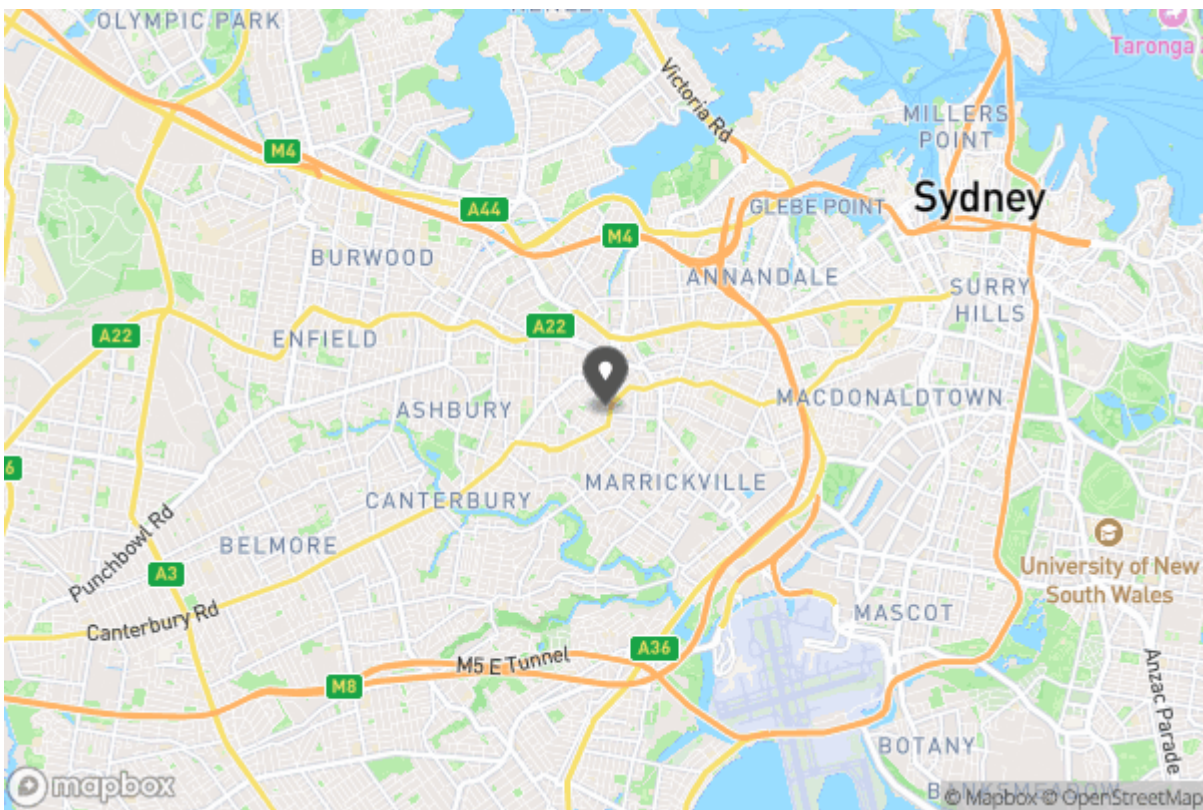 OLYMPIC PARK
Taronga
Victoria Rd
MILLERS
POINT
M4
Sydney
A44
GLEBE POINT
M4
BURWOOD
ANNANDALE
SURRY
HILLS
A22
ENFIELD
A22
ASHBURY
MACDONALDTOWN
6
CANTERBURY
MARRICKVILLE
Punchbowl Rd
BELMORE
University of New
South Wales
A3
Canterbury Rd
MASCOT
A36
M5 E Tunnel
M8
Anzac Parade
BOTANY
mapbox
© Mapbox © OpenStreetMap